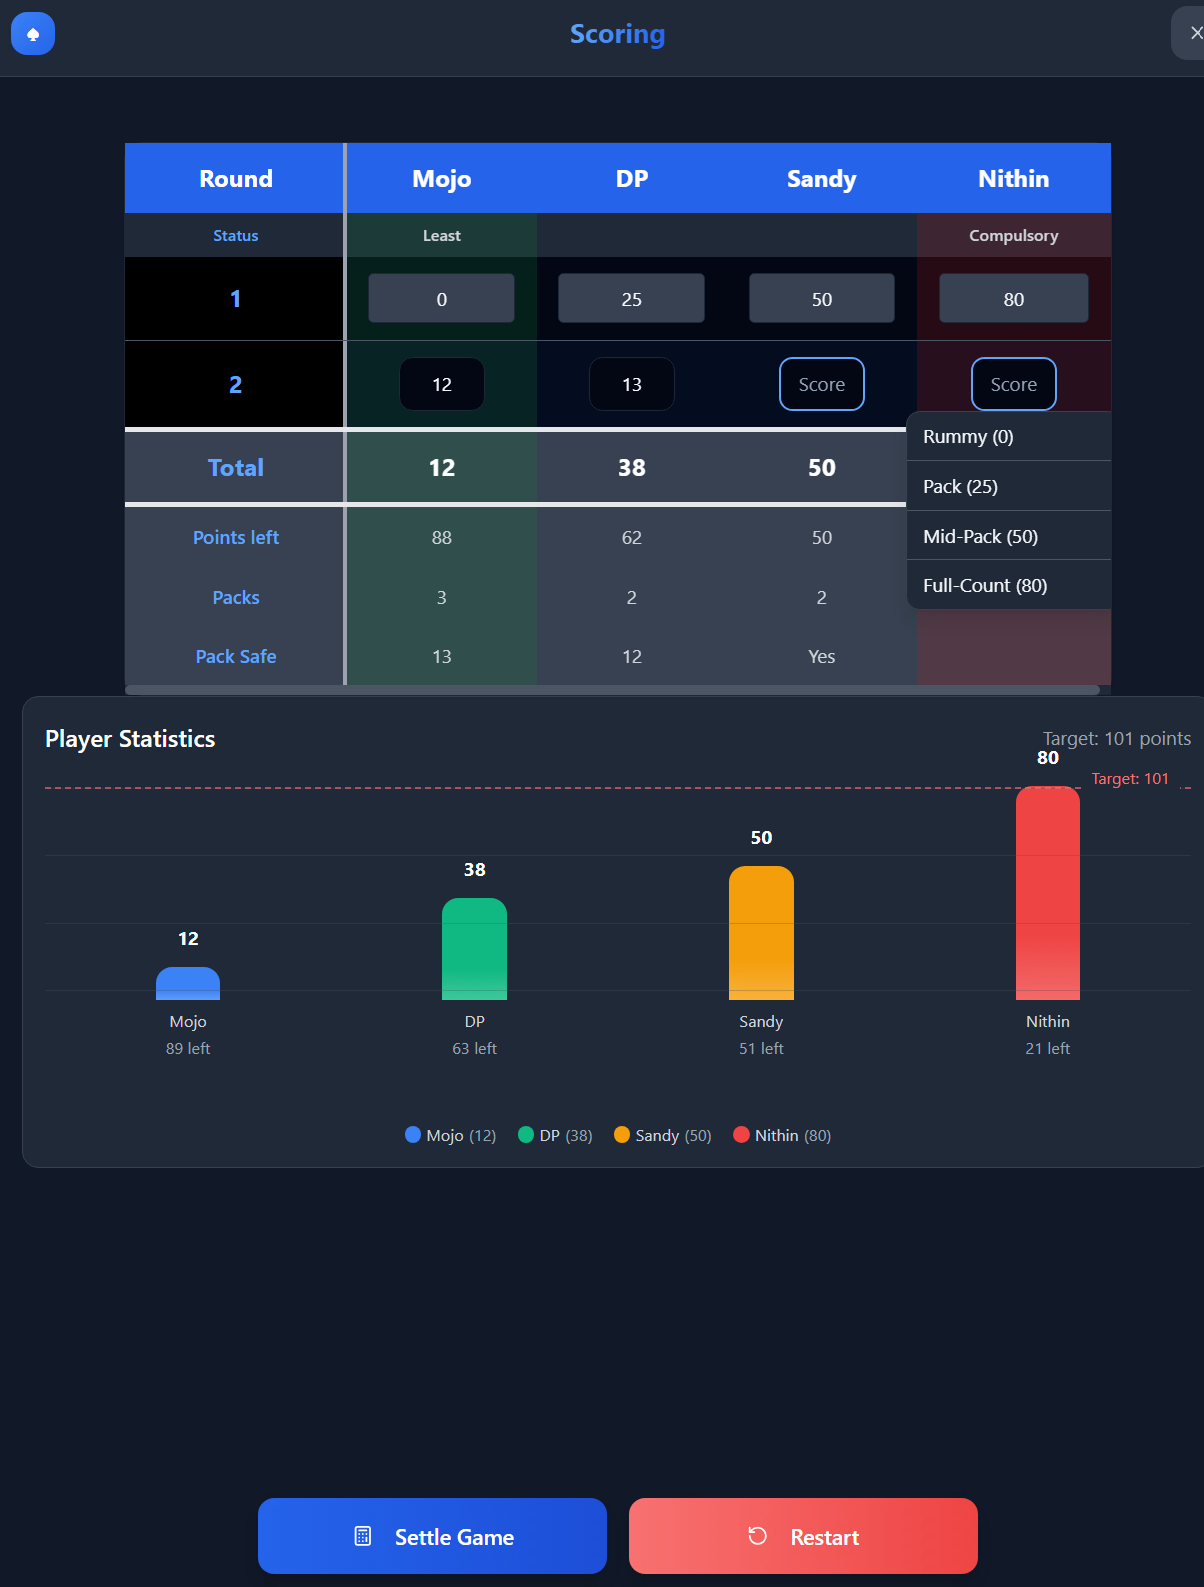 Scoring
Round Mojo DP Sandy Nithin
Status Least Compulsory
1 0 25 50 80
2 12 13 Score Score
Rummy (0)
Pack (25)
Mid-Pack (50)
Full-Count (80)
Total 12 38 50
Points left 88 62 50
Packs 3 2 2
Pack Safe 13 12 Yes
Player Statistics Target: 101 points
80
Target: 101
50
38
12
Mojo DP Sandy Nithin
89 left 63 left 51 left 21 left
Mojo (12) DP (38) Sandy (50) Nithin (80)
Settle Game Restart